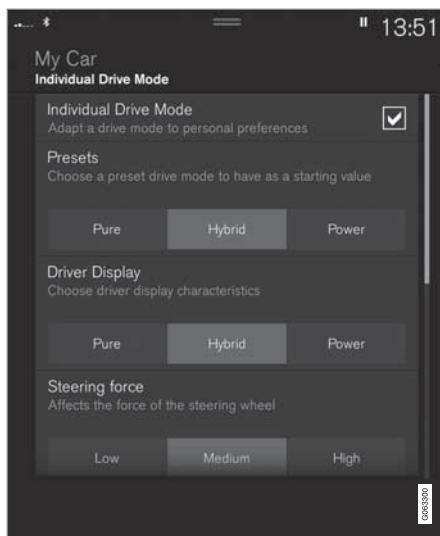 13:51
My Car
Individual Drive Mode
Individual Drive Mode
Adapt a drive mode to personal preferences
Presets
Choose a preset drive mode to have as a starting value
Pure Hybrid Power
Driver Display
Choose driver display characteristics
Pure Hybrid Power
Steering force
Affects the force of the steering wheel
Low Medium High
G063300